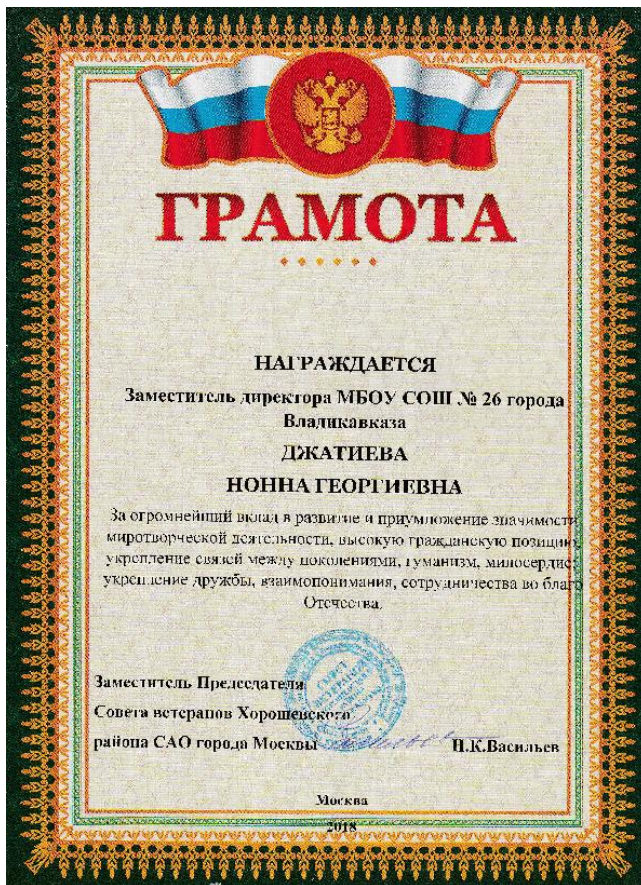 ГРАМОТА
НАГРАЖДАЕТСЯ
Заместитель директора МБОУ СОШ № 26 города
Владикавказа
ДЖАТИЕВА
НОННА ГЕОРГИЕВНА
За огромнейший вклад в развитие и приумножение значимости
миротворческой деятельности, высокую гражданскую позицию,
укрепление связей между поколениями, гуманизм, милосердие,
укрепление дружбы, взаимопонимания, сотрудничества во благо
Отечества.
Заместитель Председателя
Совета ветеранов Хорошевского
района САО города Москвы
Н.К.Васильев
Москва
2018